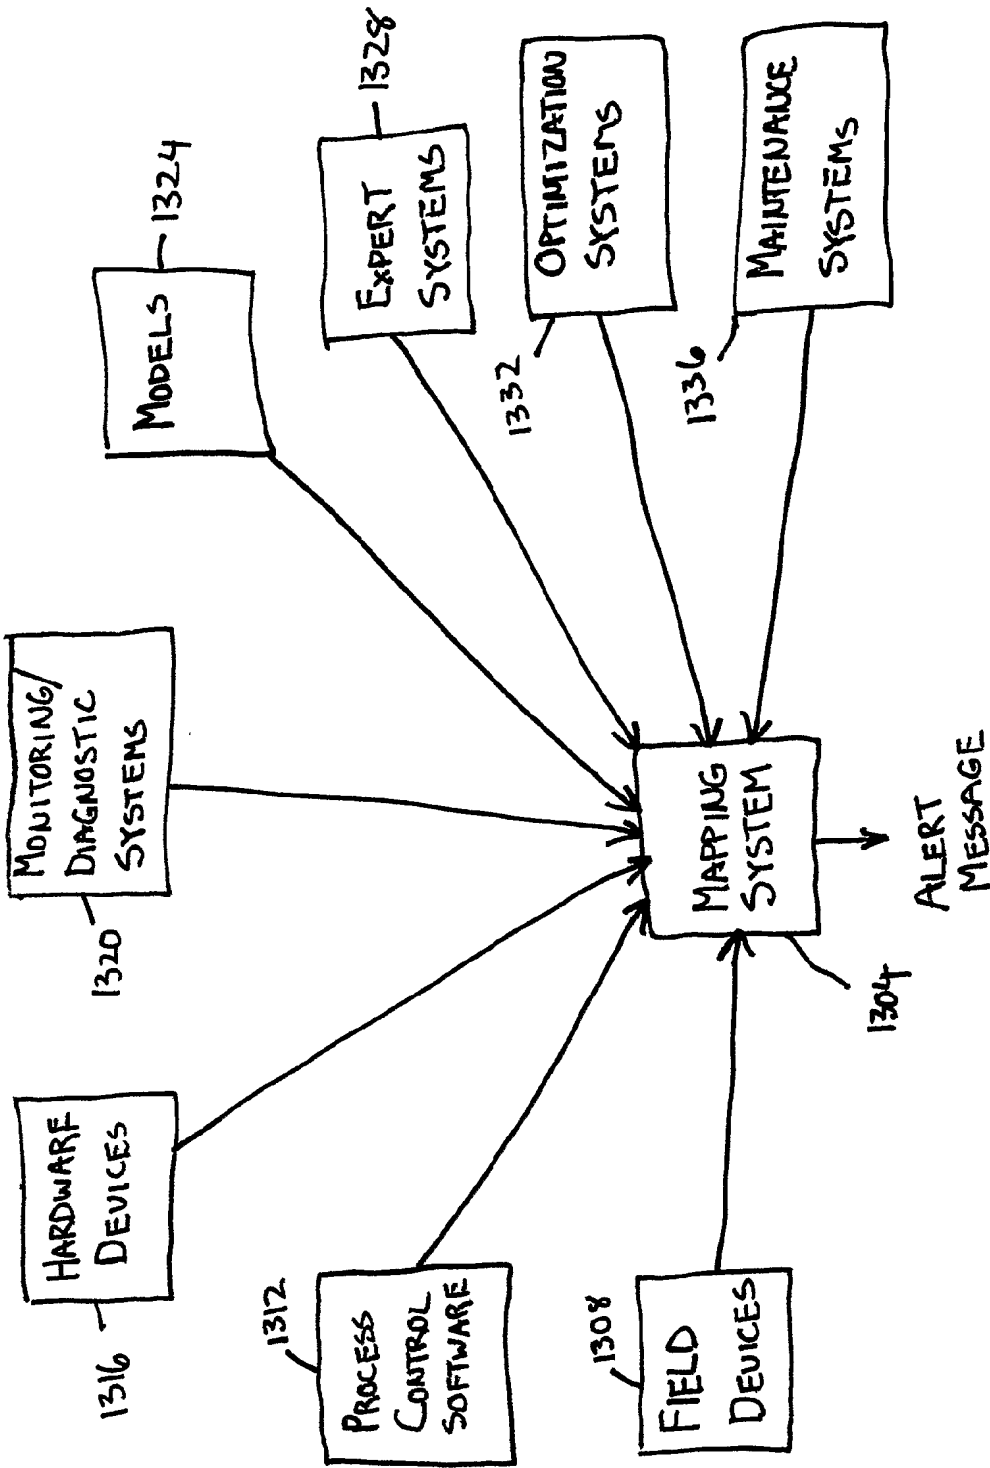 1316
HARDWARE
DEVICES
1320
MONITORING/
DIAGNOSTIC
SYSTEMS
MODELS
1324
1312
PROCESS
CONTROL
SOFTWARE
EXPERT
SYSTEMS
1328
1332
OPTIMIZATION
SYSTEMS
1308
FIELD
DEVICES
MAPPING
SYSTEM
1304
1336
MAINTENANCE
SYSTEMS
ALERT
MESSAGE